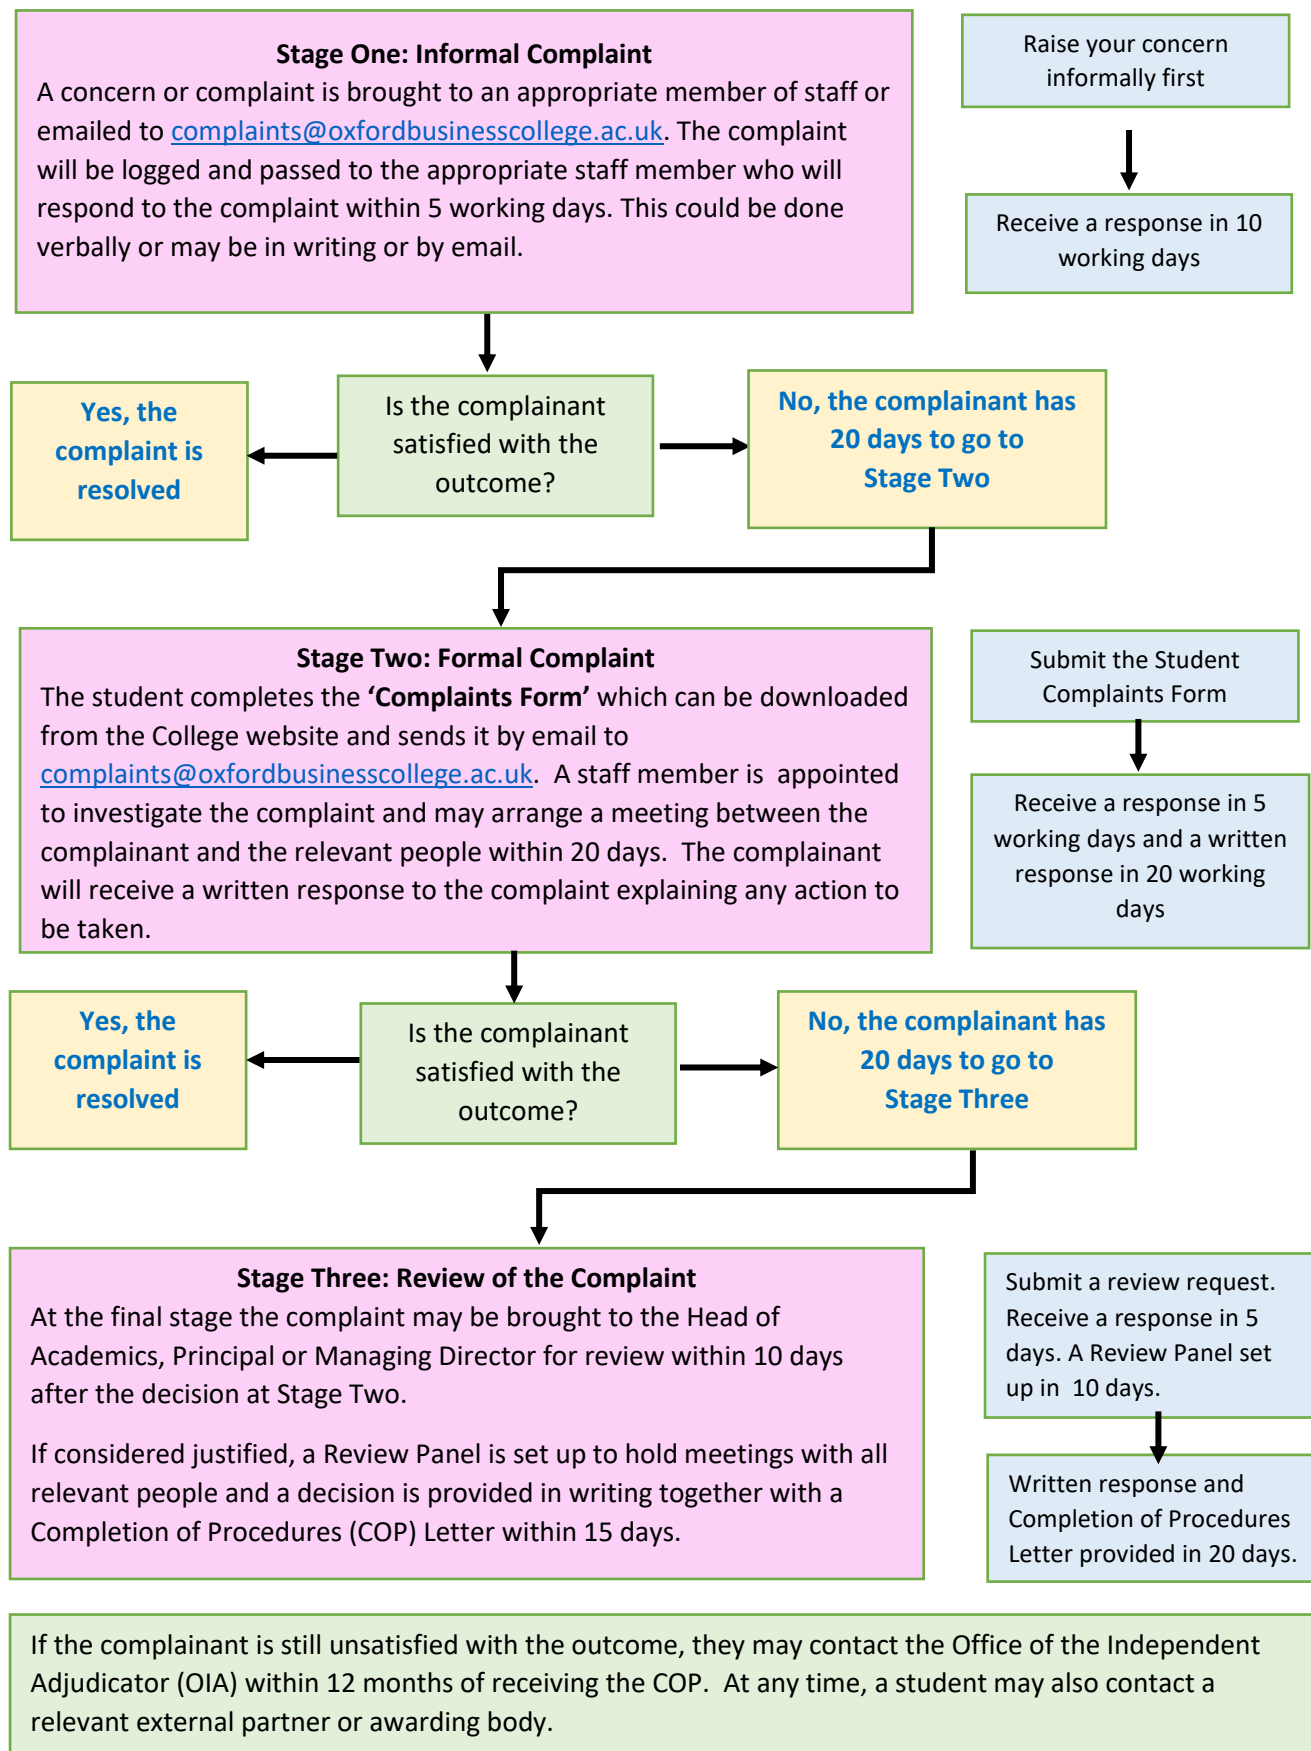 Stage One: Informal Complaint
A concern or complaint is brought to an appropriate member of staff or
emailed to complaints@oxfordbusinesscollege.ac.uk. The complaint
will be logged and passed to the appropriate staff member who will
respond to the complaint within 5 working days. This could be done
verbally or may be in writing or by email.
Raise your concern
informally first
Receive a response in 10
working days
Yes, the
complaint is
resolved
Is the complainant
satisfied with the
outcome?
No, the complainant has
20 days to go to
Stage Two
Stage Two: Formal Complaint
The student completes the ‘Complaints Form’ which can be downloaded
from the College website and sends it by email to
complaints@oxfordbusinesscollege.ac.uk.  A staff member is  appointed
to investigate the complaint and may arrange a meeting between the
complainant and the relevant people within 20 days.  The complainant
will receive a written response to the complaint explaining any action to
be taken.
Submit the Student
Complaints Form
Receive a response in 5
working days and a written
response in 20 working
days
Yes, the
complaint is
resolved
Is the complainant
satisfied with the
outcome?
No, the complainant has
20 days to go to
Stage Three
Stage Three: Review of the Complaint
At the final stage the complaint may be brought to the Head of
Academics, Principal or Managing Director for review within 10 days
after the decision at Stage Two.
If considered justified, a Review Panel is set up to hold meetings with all
relevant people and a decision is provided in writing together with a
Completion of Procedures (COP) Letter within 15 days.
Submit a review request.
Receive a response in 5
days. A Review Panel set
up in  10 days.
Written response and
Completion of Procedures
Letter provided in 20 days.
If the complainant is still unsatisfied with the outcome, they may contact the Office of the Independent
Adjudicator (OIA) within 12 months of receiving the COP.  At any time, a student may also contact a
relevant external partner or awarding body.